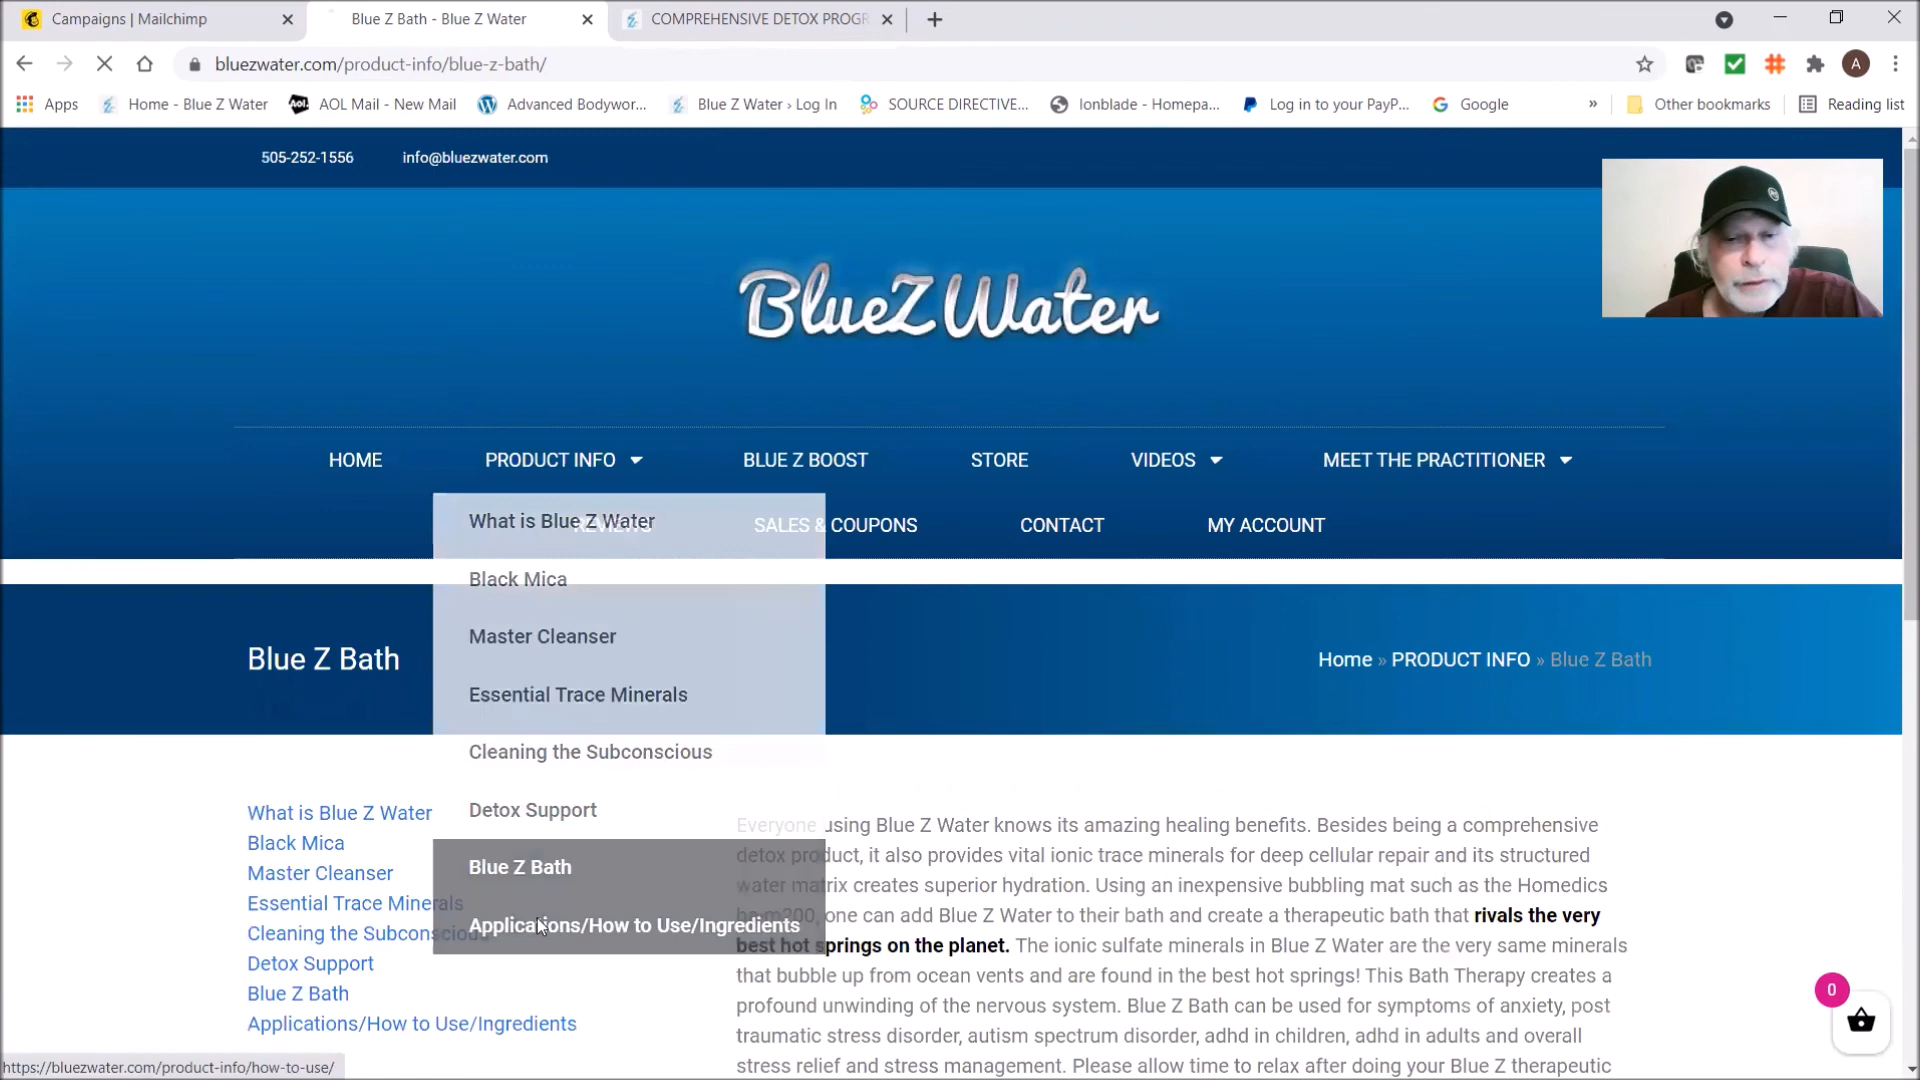 Campaigns | Mailchimp
Blue Z Bath - Blue Z Water
COMPREHENSIVE DETOX PROGR
bluezwater.com/product-info/blue-z-bath/
A
Apps
Home - Blue Z Water
AOL Mail - New Mail
Advanced Bodywor...
Blue Z Water › Log In
SOURCE DIRECTIVE...
Ionblade - Homepa...
Log in to your PayP...
Google
»
Other bookmarks
Reading list
505-252-1556
info@bluezwater.com
BlueZ Water
HOME
PRODUCT INFO
BLUE Z BOOST
STORE
VIDEOS
MEET THE PRACTITIONER
REVIEWS
SALES & COUPONS
CONTACT
MY ACCOUNT
What is Blue Z Water
Black Mica
Master Cleanser
Essential Trace Minerals
Cleaning the Subconscious
Detox Support
Blue Z Bath
Applications/How to Use/Ingredients
Blue Z Bath
Home » PRODUCT INFO » Blue Z Bath
What is Blue Z Water
Black Mica
Master Cleanser
Essential Trace Minerals
Cleaning the Subconscious
Detox Support
Blue Z Bath
Applications/How to Use/Ingredients
Everyone using Blue Z Water knows its amazing healing benefits. Besides being a comprehensive
detox product, it also provides vital ionic trace minerals for deep cellular repair and its structured
water matrix creates superior hydration. Using an inexpensive bubbling mat such as the Homedics
one can add Blue Z Water to their bath and create a therapeutic bath that rivals the very
best hot springs on the planet. The ionic sulfate minerals in Blue Z Water are the very same minerals
that bubble up from ocean vents and are found in the best hot springs! This Bath Therapy creates a
profound unwinding of the nervous system. Blue Z Bath can be used for symptoms of anxiety, post
traumatic stress disorder, autism spectrum disorder, adhd in children, adhd in adults and overall
stress relief and stress management. Please allow time to relax after doing your Blue Z therapeutic
0
https://bluezwater.com/product-info/how-to-use/